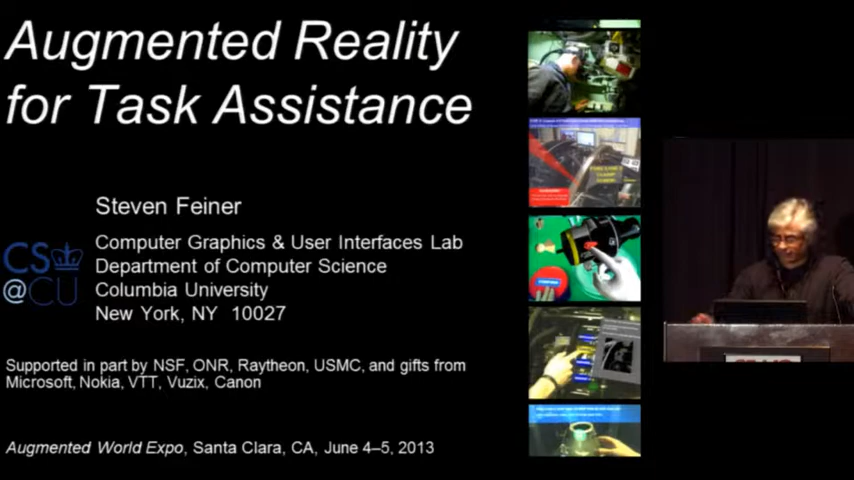 Augmented Reality
for Task Assistance
Steven Feiner
CS
@CU
Computer Graphics & User Interfaces Lab
Department of Computer Science
Columbia University
New York, NY 10027
Supported in part by NSF, ONR, Raytheon, USMC, and gifts from
Microsoft, Nokia, VTT, Vuzix, Canon
Augmented World Expo, Santa Clara, CA, June 4–5, 2013